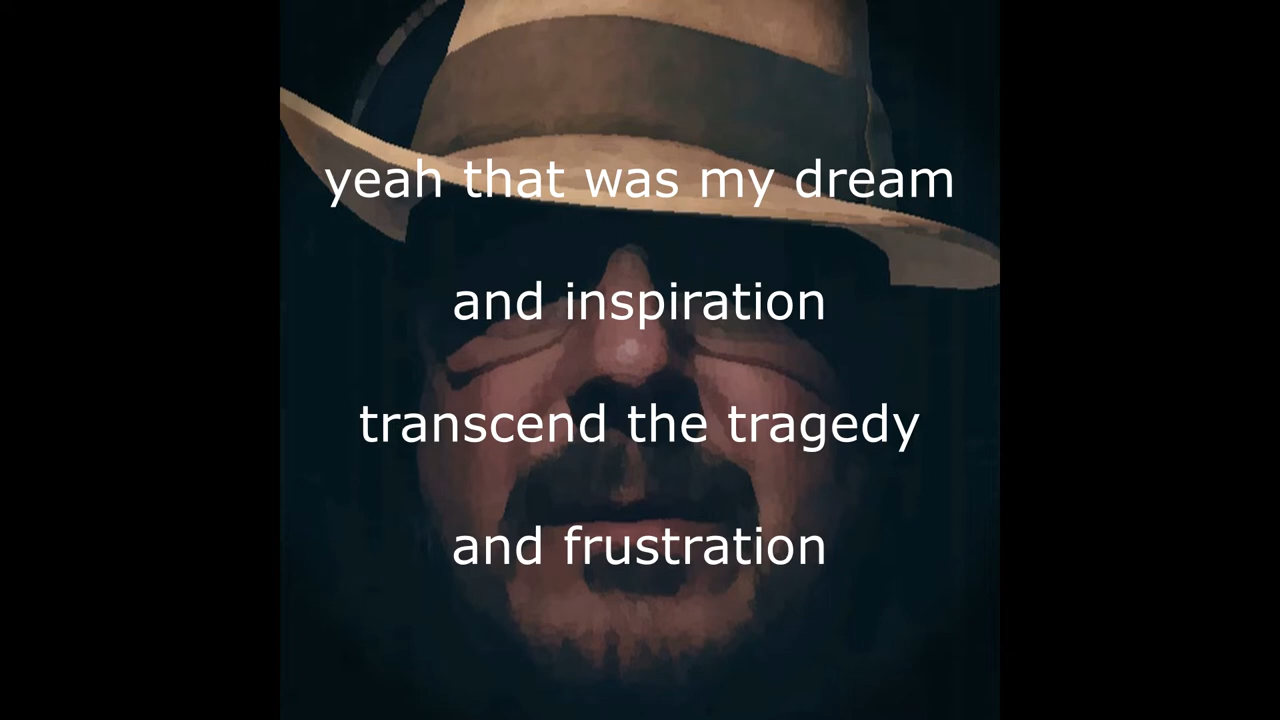 yeah that was my dream
and inspiration
transcend the tragedy
and frustration